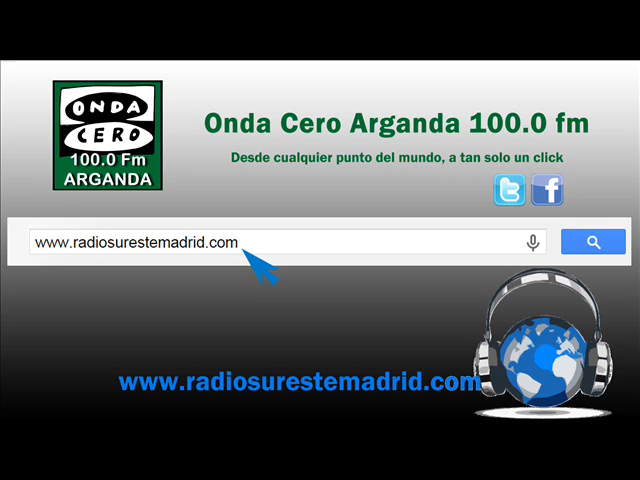 ONDA
CERO
100.0 Fm
ARGANDA
Onda Cero Arganda 100.0 fm
Desde cualquier punto del mundo, a tan solo un click
www.radiosurestemadrid.com
www.radiosurestemadrid.com